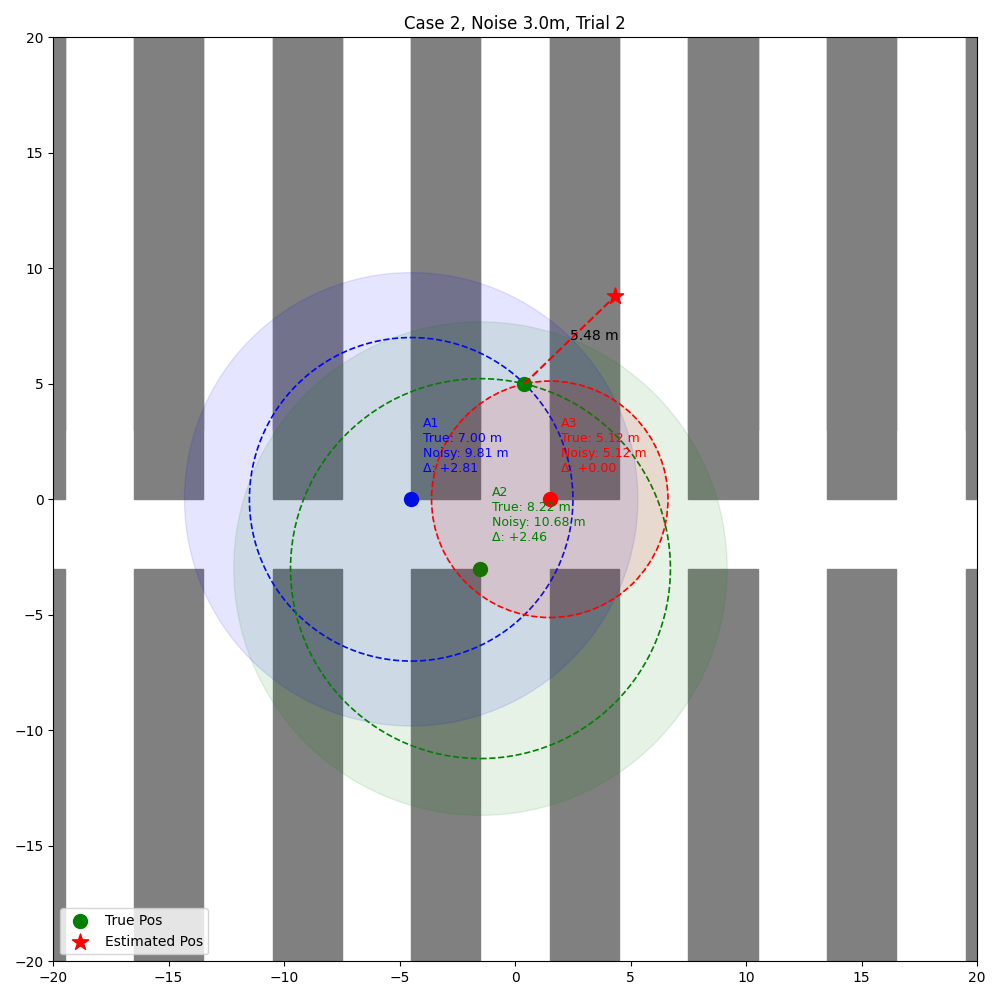 Case 2, Noise 3.0m, Trial 2
20
15
10
5
0
−5
−10
−15
−20
5.48 m
A1
True: 7.00 m
Noisy: 9.81 m
Δ: +2.81
A3
True: 5.12 m
Noisy: 5.12 m
Δ: +0.00
A2
True: 8.22 m
Noisy: 10.68 m
Δ: +2.46
True Pos
Estimated Pos
−20 −15 −10 −5 0 5 10 15 20